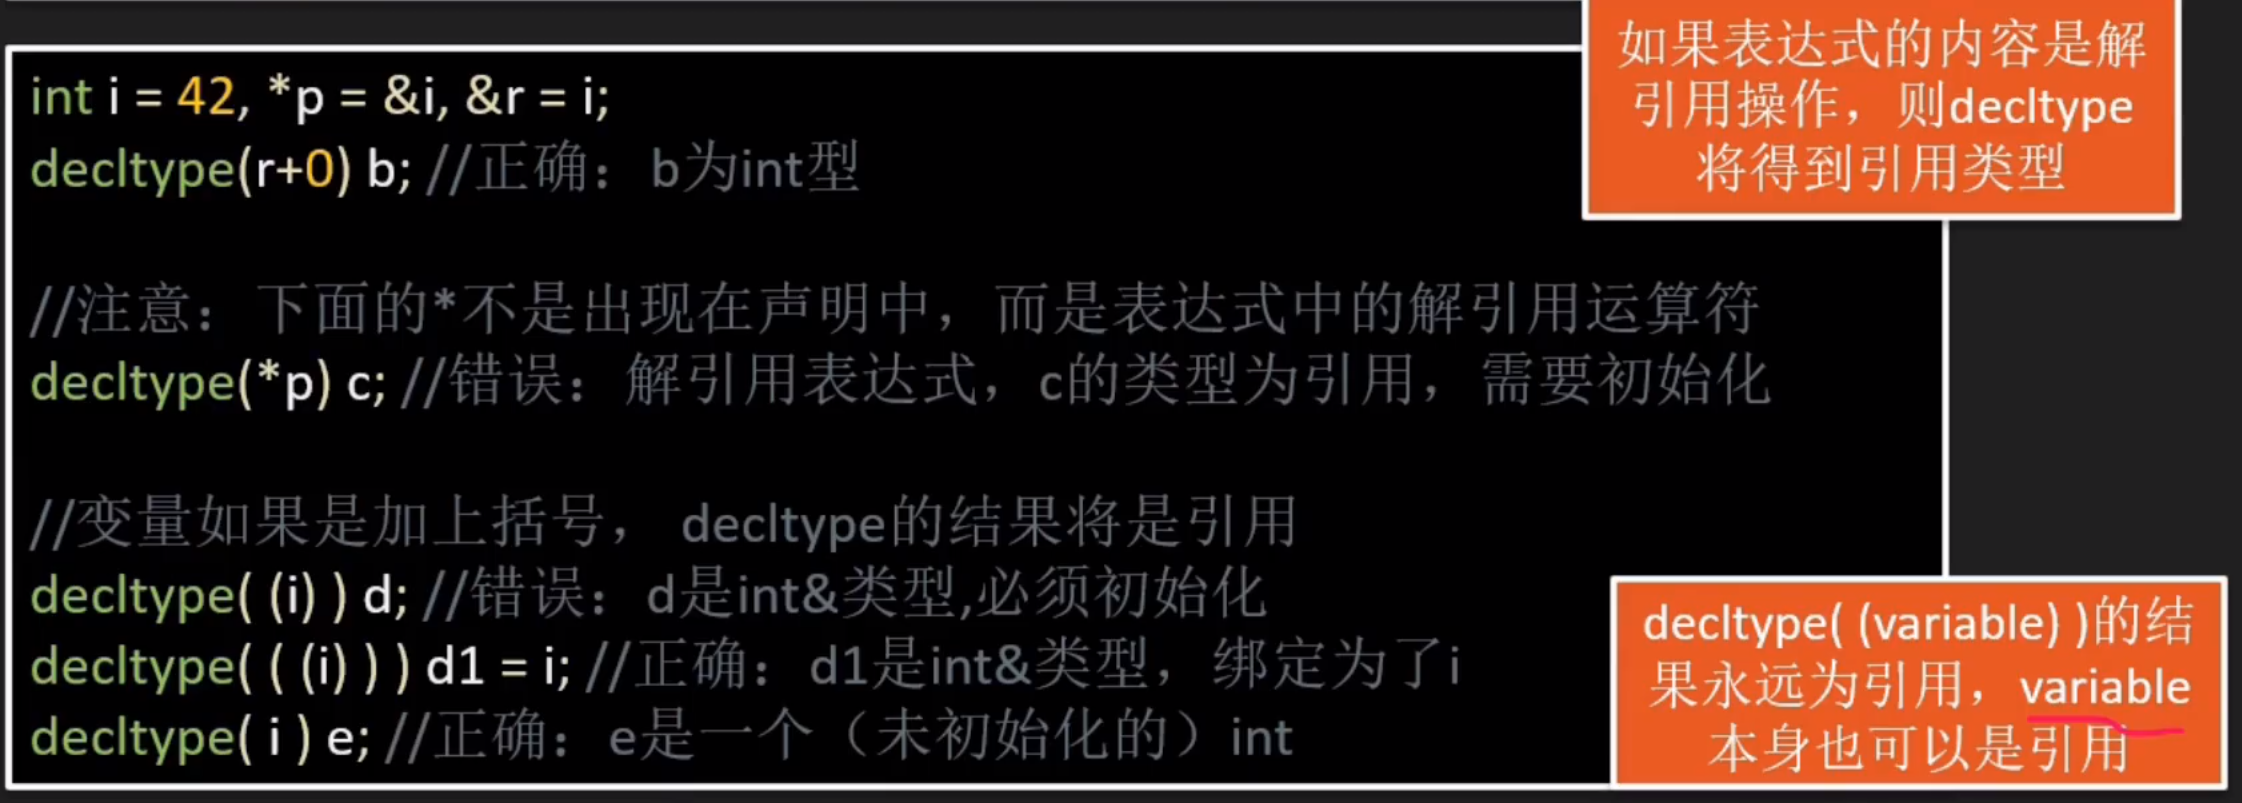 如果表达式的内容是解
引用操作，则decltype
将得到引用类型
int i = 42, *p = &i, &r = i;
decltype(r+0) b; //正确：b为int型
//注意：下面的*不是出现在声明中，而是表达式中的解引用运算符
decltype(*p) c; //错误：解引用表达式，c的类型为引用，需要初始化
//变量如果是加上括号， decltype的结果将是引用
decltype( (i) ) d; //错误：d是int&类型,必须初始化
decltype( ( (i) ) ) d1 = i; //正确：d1是int&类型，绑定为了i
decltype( i ) e; //正确：e是一个（未初始化的）int
decltype( (variable) )的结
果永远为引用，variable
本身也可以是引用